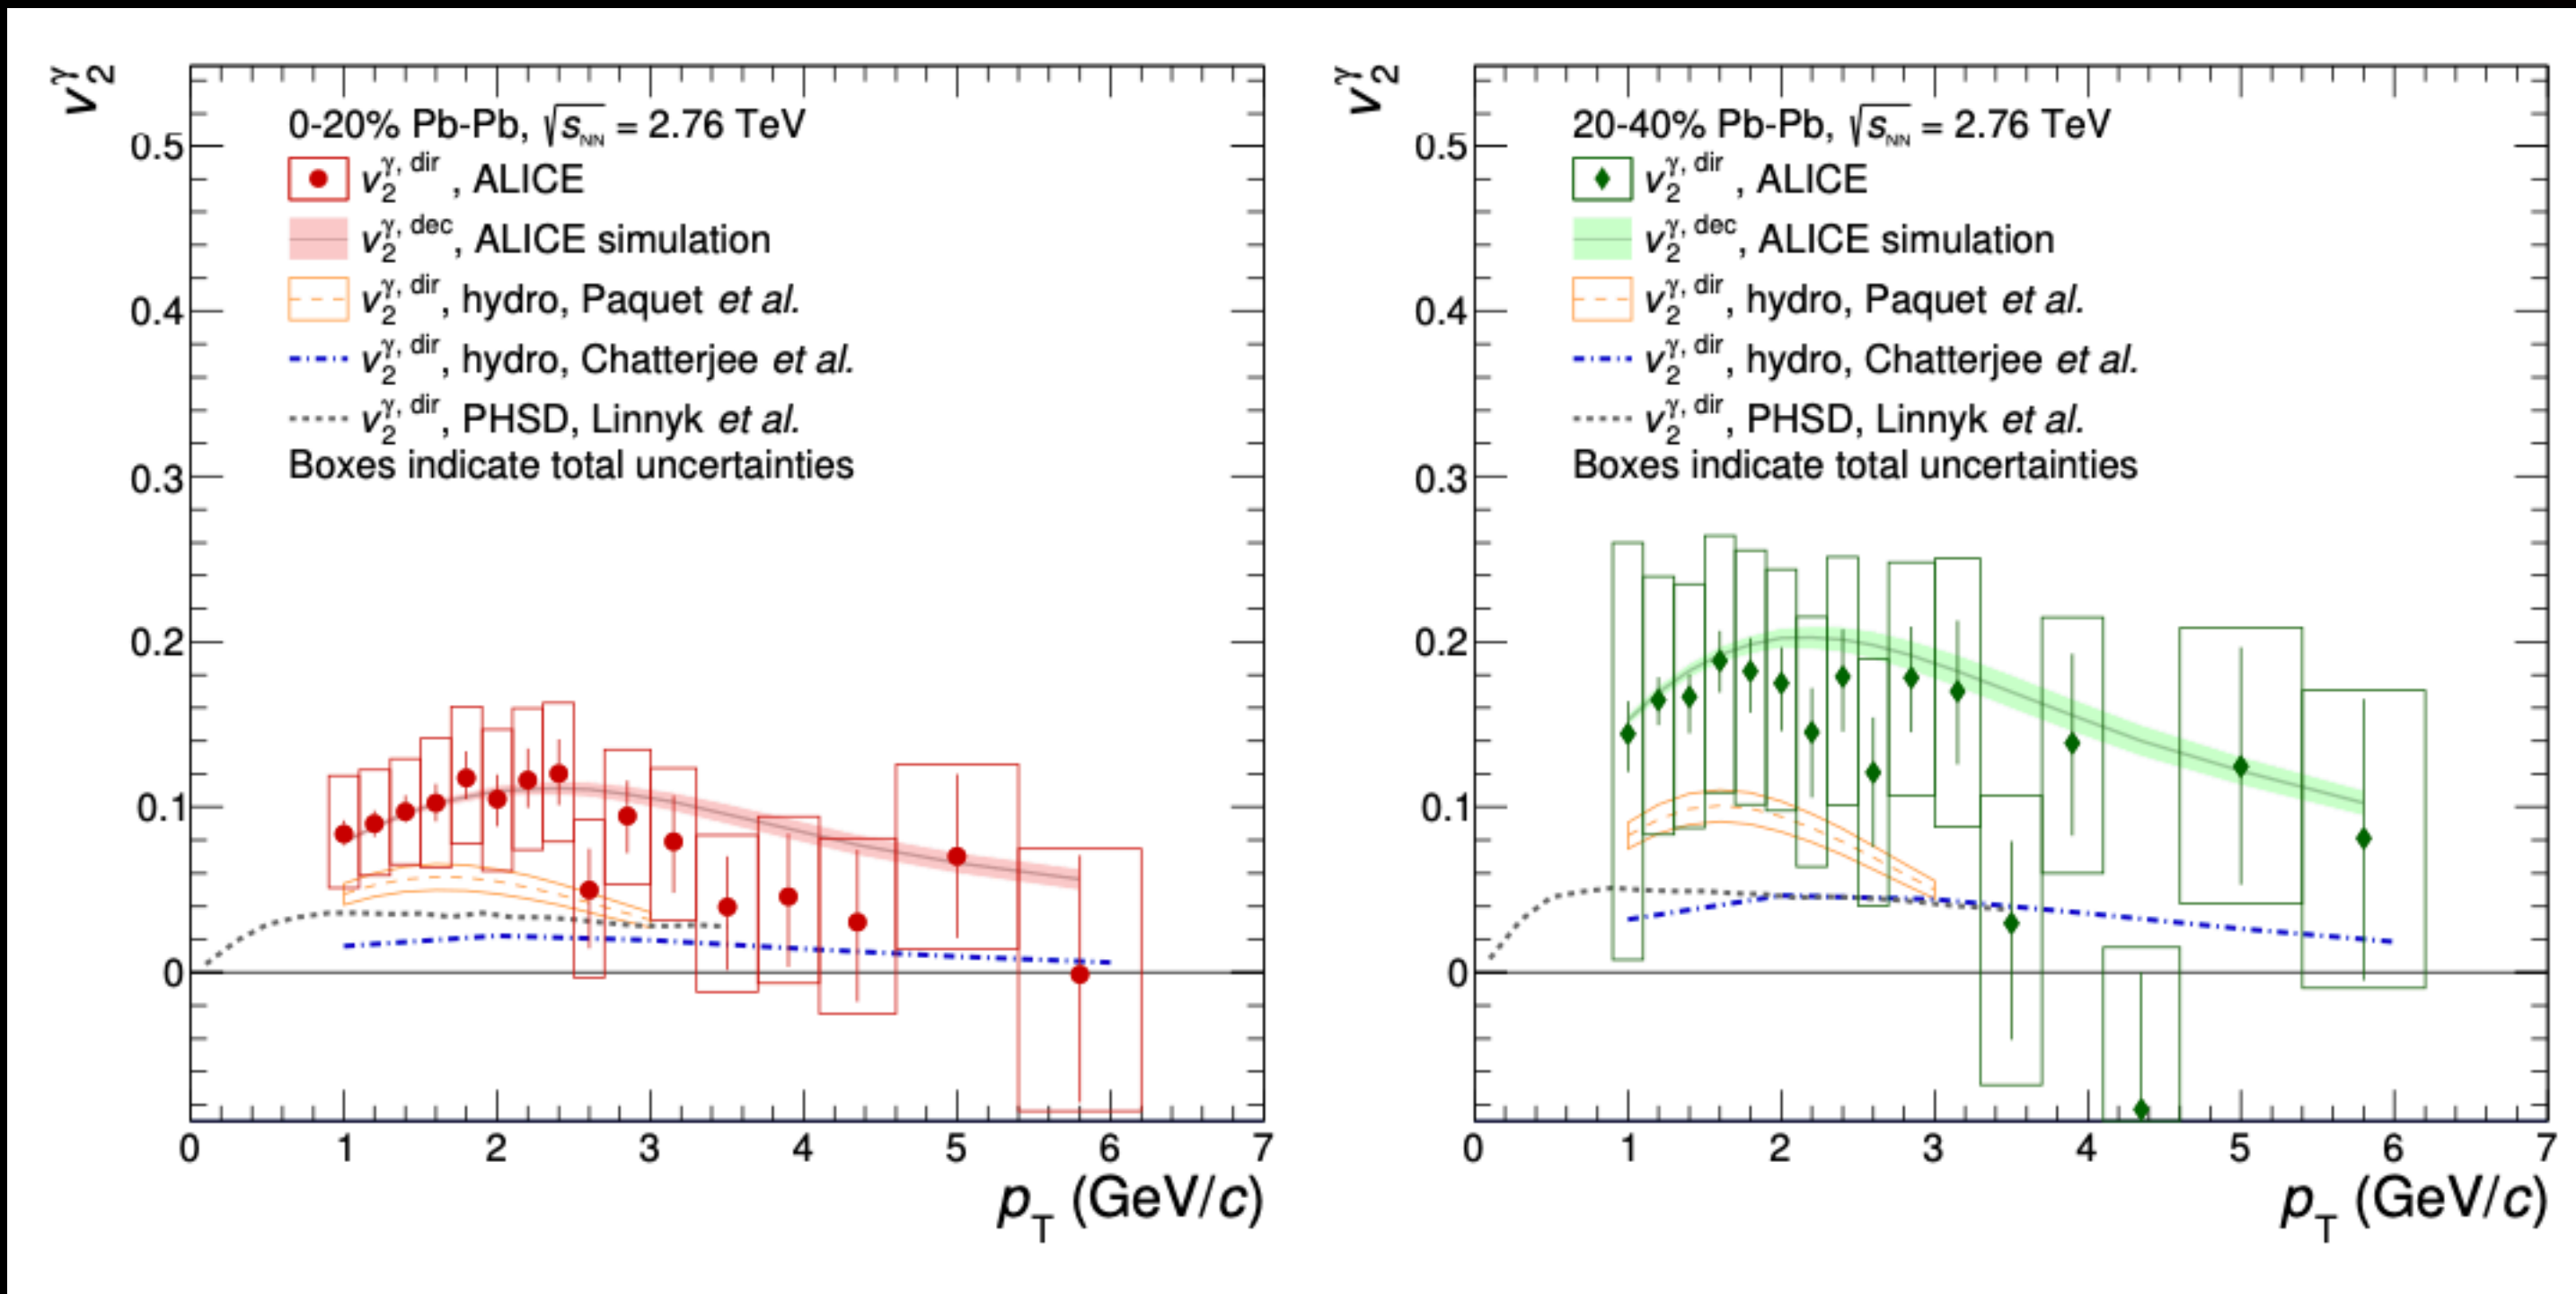 v₂^γ
0.5
0.4
0.3
0.2
0.1
0
0-20% Pb-Pb, √s_NN = 2.76 TeV
v₂^γ, dir , ALICE
v₂^γ, dec, ALICE simulation
v₂^γ, dir, hydro, Paquet et al.
v₂^γ, dir, hydro, Chatterjee et al.
v₂^γ, dir, PHSD, Linnyk et al.
Boxes indicate total uncertainties
0 1 2 3 4 5 6 7
p_T (GeV/c)
v₂^γ
0.5
0.4
0.3
0.2
0.1
0
20-40% Pb-Pb, √s_NN = 2.76 TeV
v₂^γ, dir , ALICE
v₂^γ, dec, ALICE simulation
v₂^γ, dir, hydro, Paquet et al.
v₂^γ, dir, hydro, Chatterjee et al.
v₂^γ, dir, PHSD, Linnyk et al.
Boxes indicate total uncertainties
0 1 2 3 4 5 6 7
p_T (GeV/c)